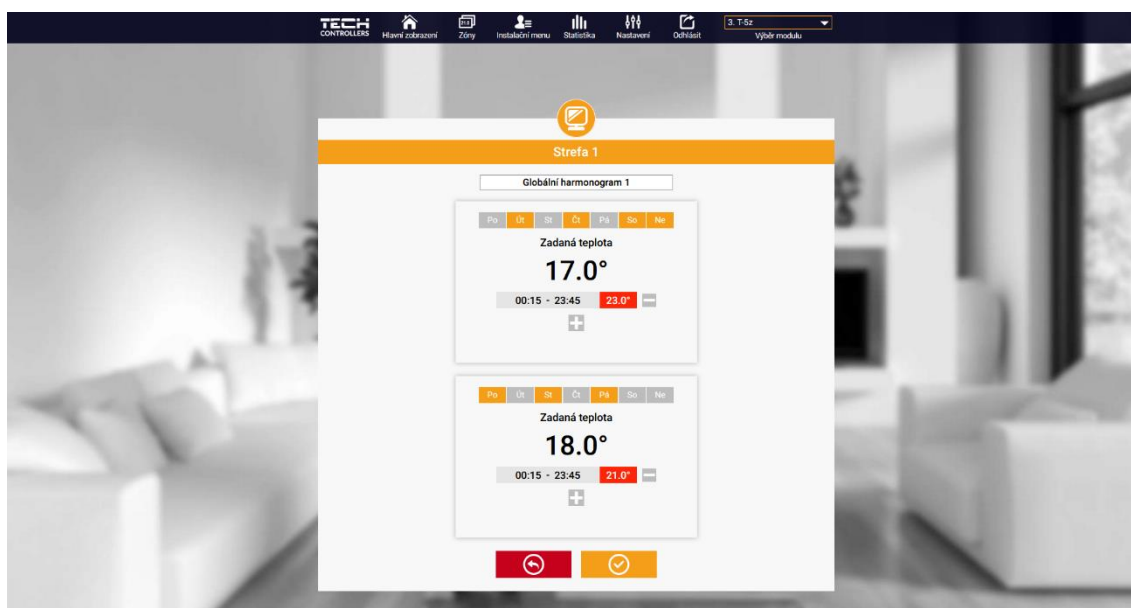 TECH
CONTROLLERS
Hlavní zobrazení
Zóny
Instalační menu
Statistika
Nastavení
Odhlásit
3. T-5z
Výběr modulu
Strefa 1
Globální harmonogram 1
Po Út St Čt Pá So Ne
Zadaná teplota
17.0°
00:15 - 23:45 23.0°
Po Út St Čt Pá So Ne
Zadaná teplota
18.0°
00:15 - 23:45 21.0°